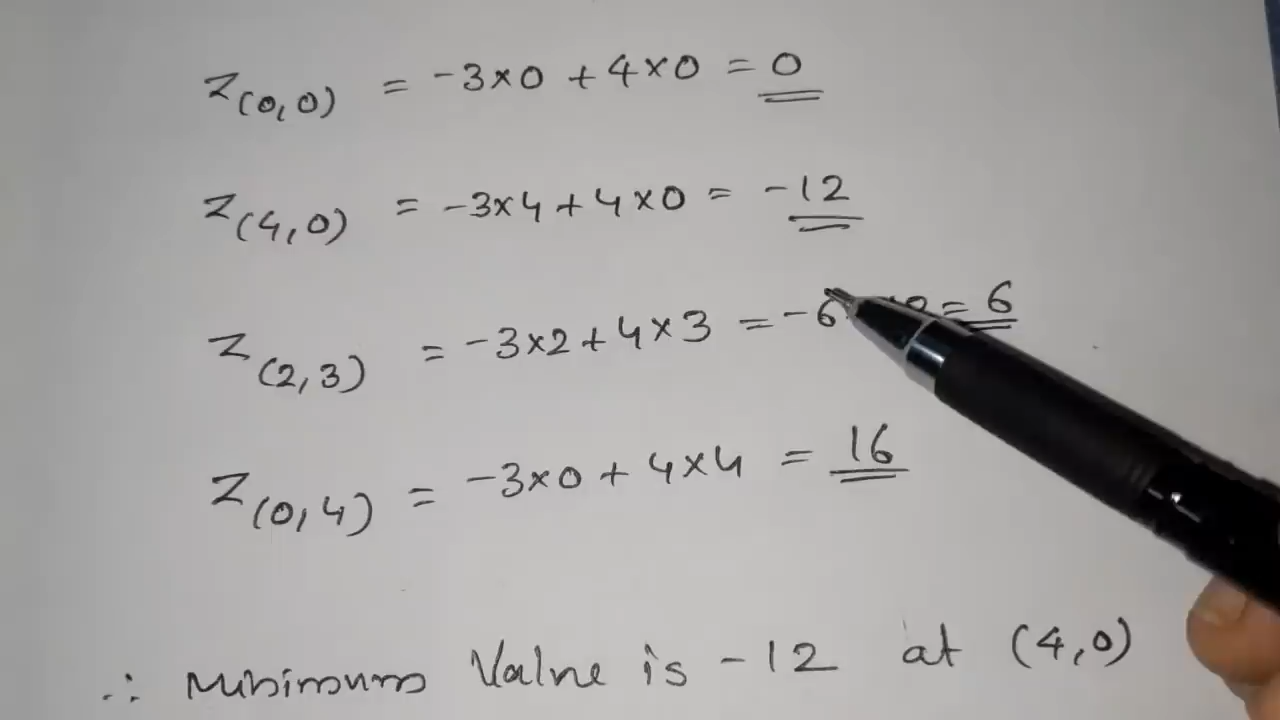 Z(0,0) = -3×0 + 4×0 = 0
Z(4,0) = -3×4 + 4×0 = -12
Z(2,3) = -3×2 + 4×3 = -6 = 6
Z(0,4) = -3×0 + 4×4 = 16
∴ Minimum Value is -12 at (4,0)